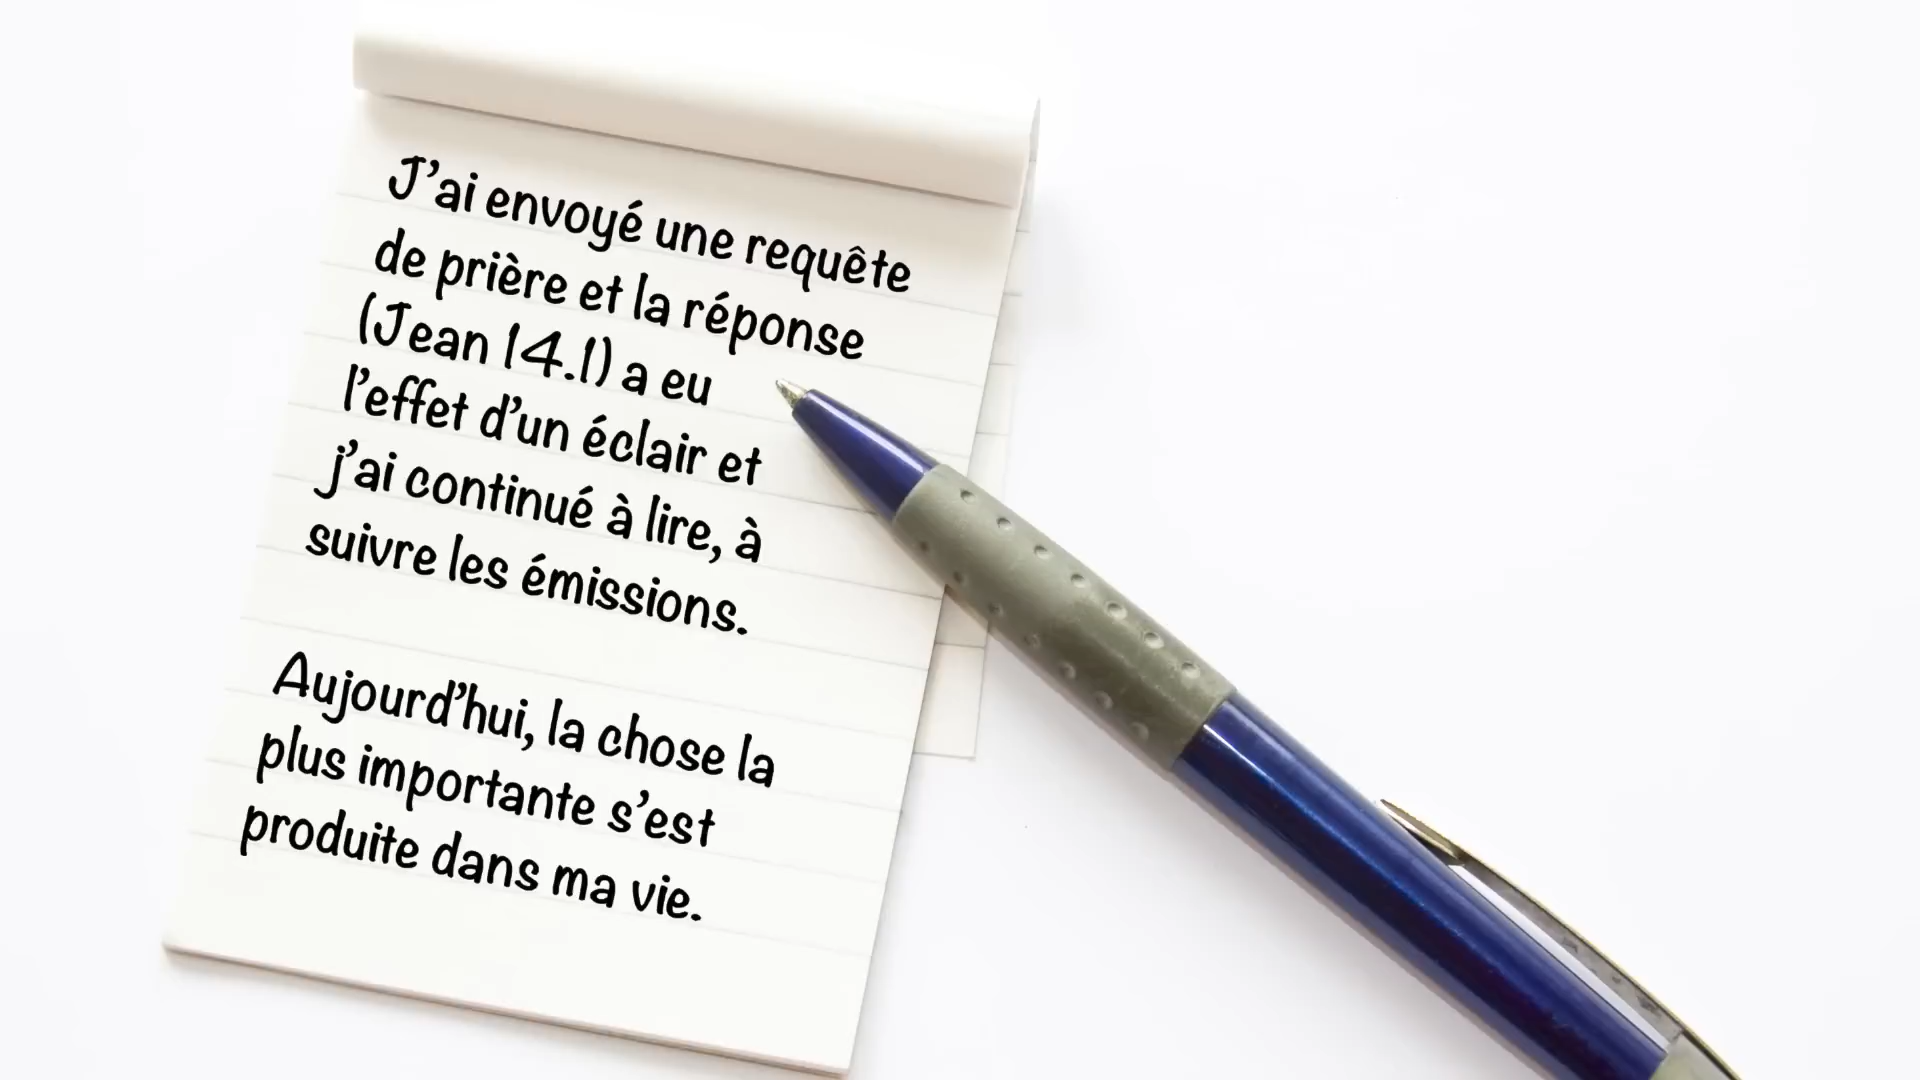 J’ai envoyé une requête
de prière et la réponse
(Jean 14.1) a eu
l’effet d’un éclair et
j’ai continué à lire, à
suivre les émissions.
Aujourd’hui, la chose la
plus importante s’est
produite dans ma vie.